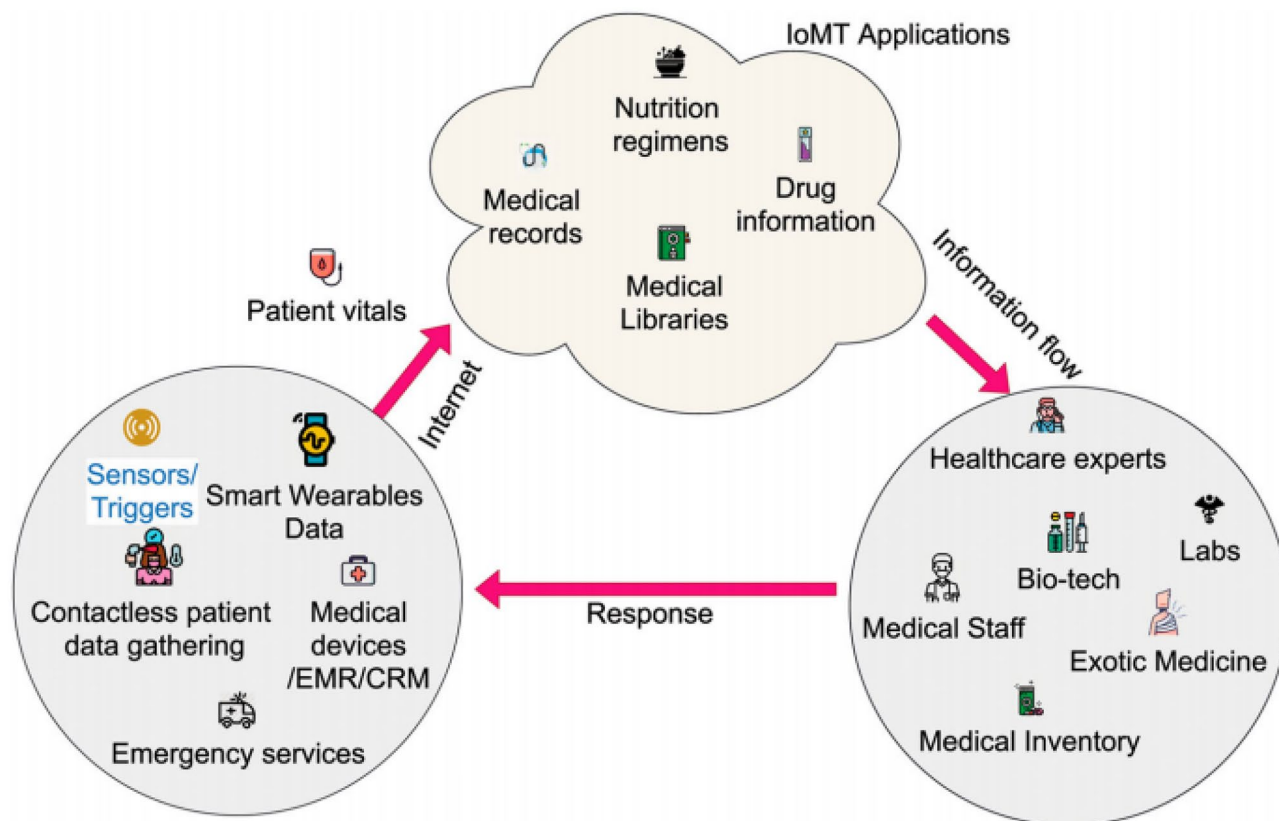 IoMT Applications
Nutrition
regimens
Medical
records
Drug
information
Medical
Libraries
Patient vitals
Internet
Information flow
Sensors/
Triggers
Smart Wearables
Data
Contactless patient
data gathering
Medical
devices
/EMR/CRM
Emergency services
Response
Healthcare experts
Labs
Bio-tech
Medical Staff
Exotic Medicine
Medical Inventory